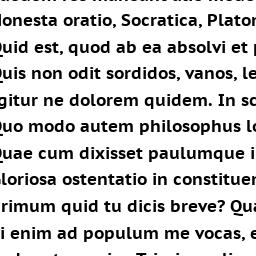 Honesta oratio, Socratica, Platon
Quid est, quod ab ea absolvi et p
Quis non odit sordidos, vanos, le
Igitur ne dolorem quidem. In sc
Quo modo autem philosophus lo
Quae cum dixisset paulumque i
Gloriosa ostentatio in constituen
Primum quid tu dicis breve? Qua
Si enim ad populum me vocas, e